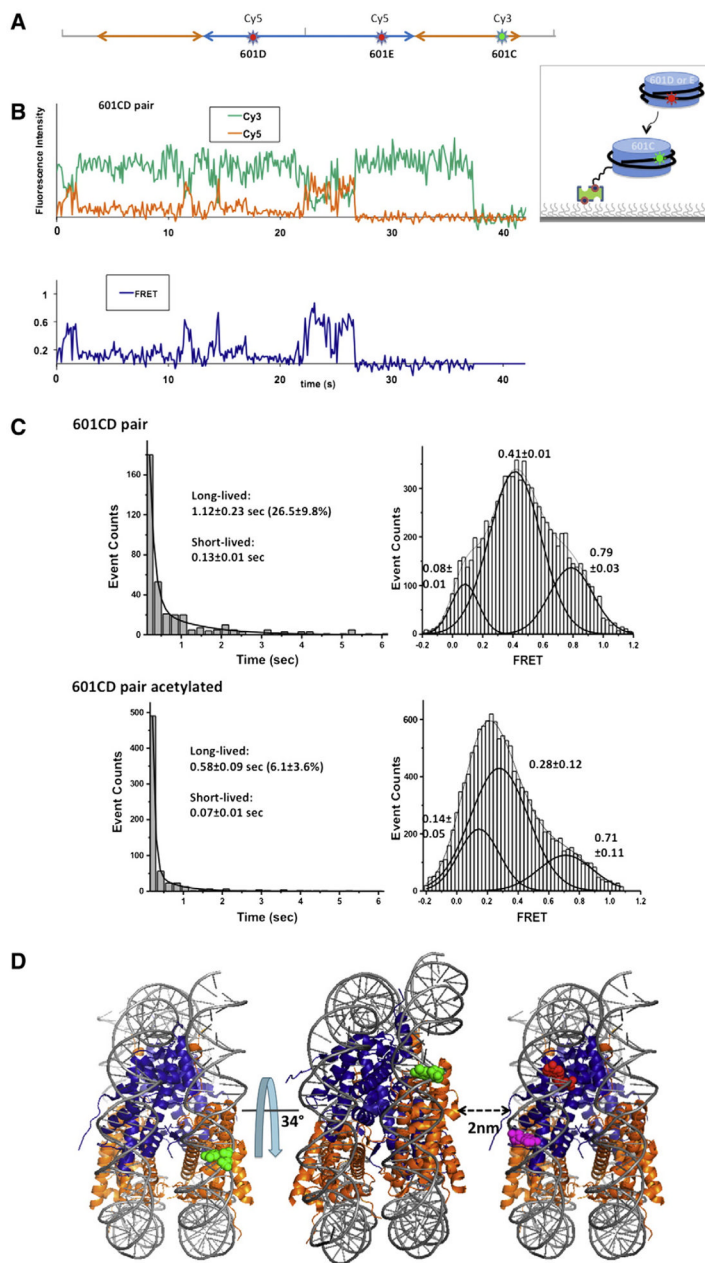 A
Cy5 Cy5 Cy3
601D 601E 601C
601D or E
601C
B
601CD pair
Cy3
Cy5
Fluorescence Intensity
0 10 20 30 40
FRET
1
0.6
0.2
0 10 20 30 40
time (s)
C
601CD pair
Event Counts
160
120
80
40
0
Long-lived:
1.12±0.23 sec (26.5±9.8%)
Short-lived:
0.13±0.01 sec
0 1 2 3 4 5 6
Time (sec)
Event Counts
300
200
100
0
0.41±0.01
0.08±
0.01
0.79
±0.03
-0.2 0.0 0.2 0.4 0.6 0.8 1.0 1.2
FRET
601CD pair acetylated
Event Counts
500
400
300
200
100
0
Long-lived:
0.58±0.09 sec (6.1±3.6%)
Short-lived:
0.07±0.01 sec
0 1 2 3 4 5 6
Time (sec)
Event Counts
600
400
200
0
0.28±0.12
0.14±
0.05
0.71
±0.11
-0.2 0.0 0.2 0.4 0.6 0.8 1.0 1.2
FRET
D
34°
2nm